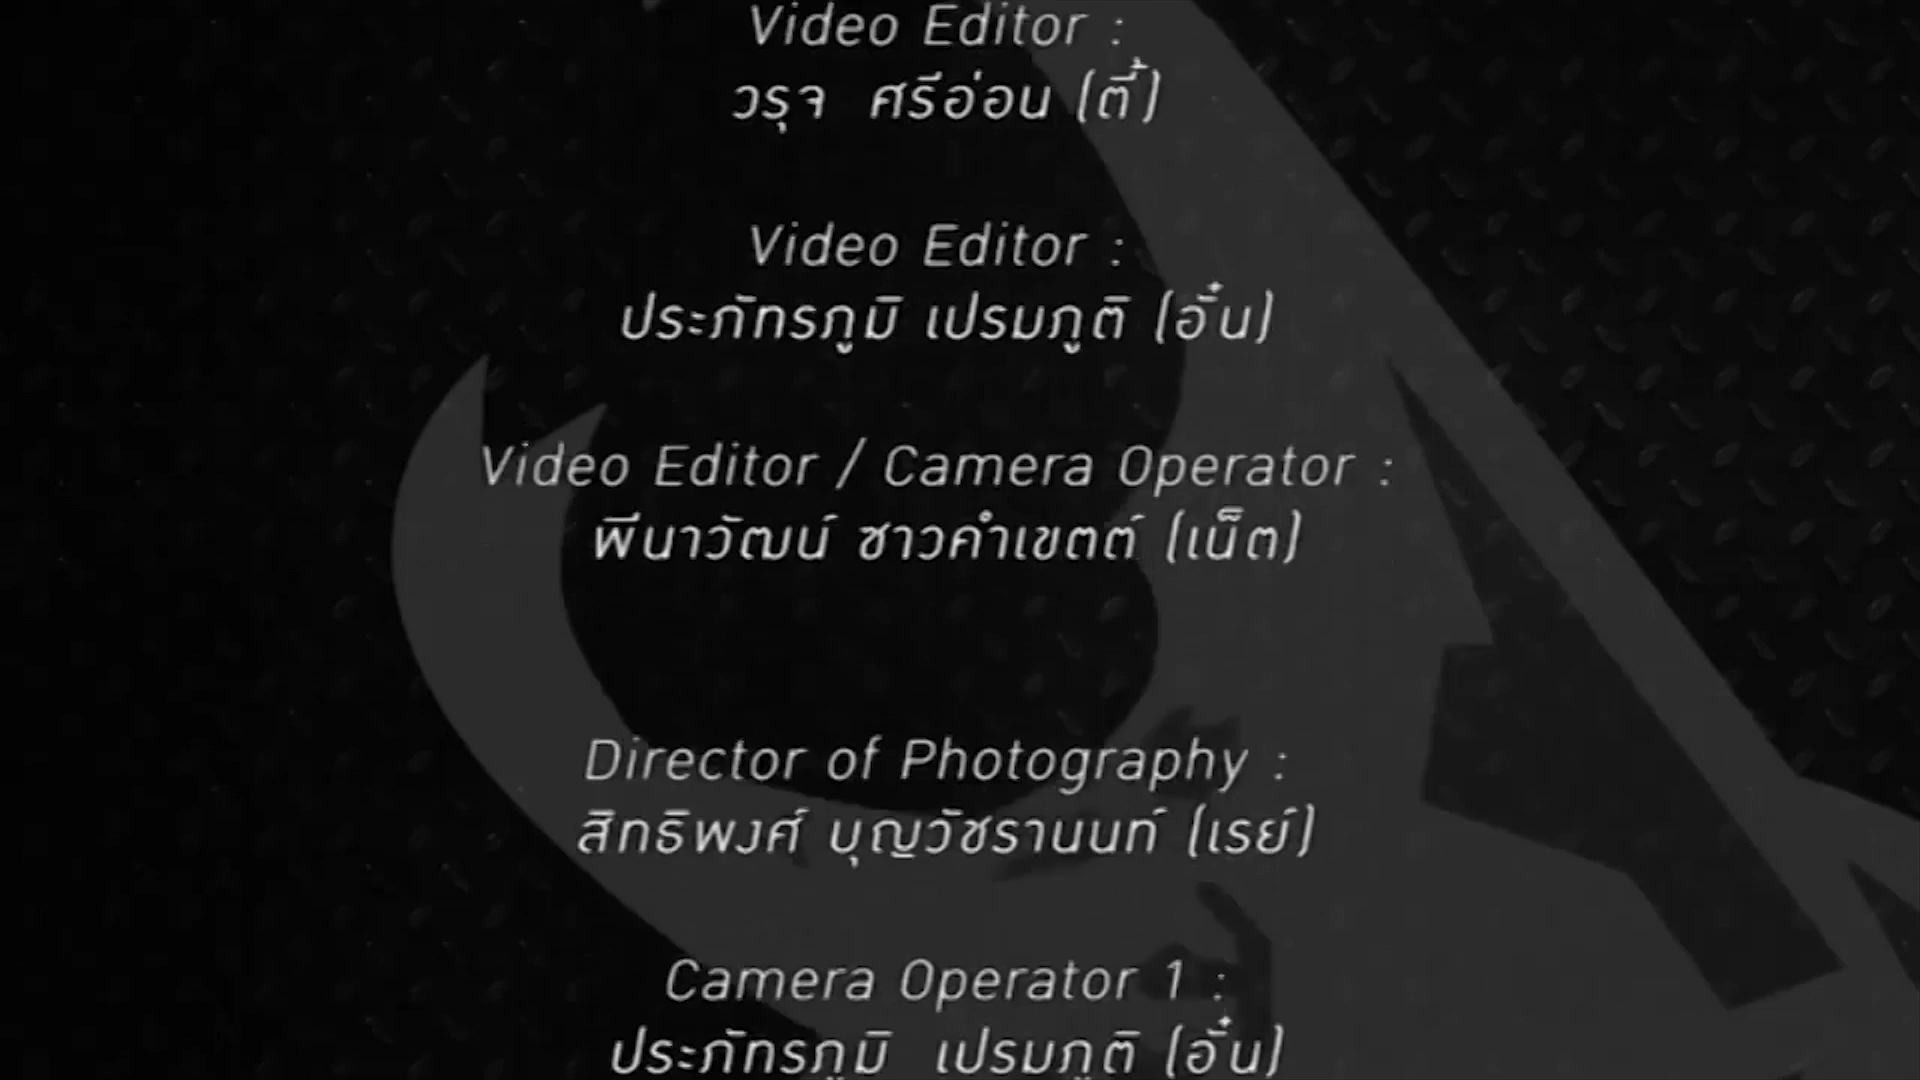 Video Editor :
วรุจ ศรีอ่อน (ตี้)
Video Editor :
ประภัทรภูมิ เปรมภูติ (อั๋น)
Video Editor / Camera Operator :
พีนาวัฒน์ ชาวคำเขตต์ (เน็ต)
Director of Photography :
สิทธิพงศ์ บุญวัชรานนท์ (เรย์)
Camera Operator 1 :
ประภัทรภูมิ เปรมภูติ (อั๋น)